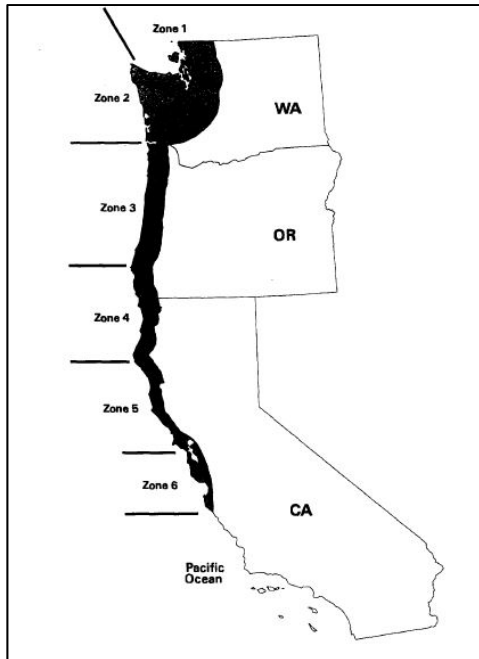 Zone 1
Zone 2
WA
Zone 3
OR
Zone 4
Zone 5
Zone 6
CA
Pacific
Ocean